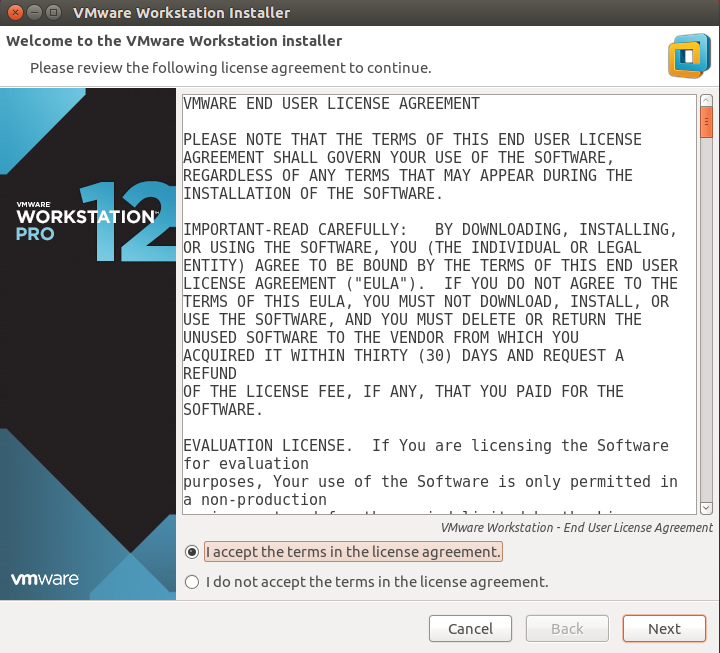 VMware Workstation Installer
Welcome to the VMware Workstation installer
Please review the following license agreement to continue.
VMWARE
WORKSTATION™
PRO
12
vmware
VMWARE END USER LICENSE AGREEMENT
PLEASE NOTE THAT THE TERMS OF THIS END USER LICENSE
AGREEMENT SHALL GOVERN YOUR USE OF THE SOFTWARE,
REGARDLESS OF ANY TERMS THAT MAY APPEAR DURING THE
INSTALLATION OF THE SOFTWARE.
IMPORTANT-READ CAREFULLY:   BY DOWNLOADING, INSTALLING,
OR USING THE SOFTWARE, YOU (THE INDIVIDUAL OR LEGAL
ENTITY) AGREE TO BE BOUND BY THE TERMS OF THIS END USER
LICENSE AGREEMENT ("EULA").  IF YOU DO NOT AGREE TO THE
TERMS OF THIS EULA, YOU MUST NOT DOWNLOAD, INSTALL, OR
USE THE SOFTWARE, AND YOU MUST DELETE OR RETURN THE
UNUSED SOFTWARE TO THE VENDOR FROM WHICH YOU
ACQUIRED IT WITHIN THIRTY (30) DAYS AND REQUEST A
REFUND
OF THE LICENSE FEE, IF ANY, THAT YOU PAID FOR THE
SOFTWARE.
EVALUATION LICENSE.  If You are licensing the Software
for evaluation
purposes, Your use of the Software is only permitted in
a non-production
VMware Workstation - End User License Agreement
I accept the terms in the license agreement.
I do not accept the terms in the license agreement.
Cancel
Back
Next